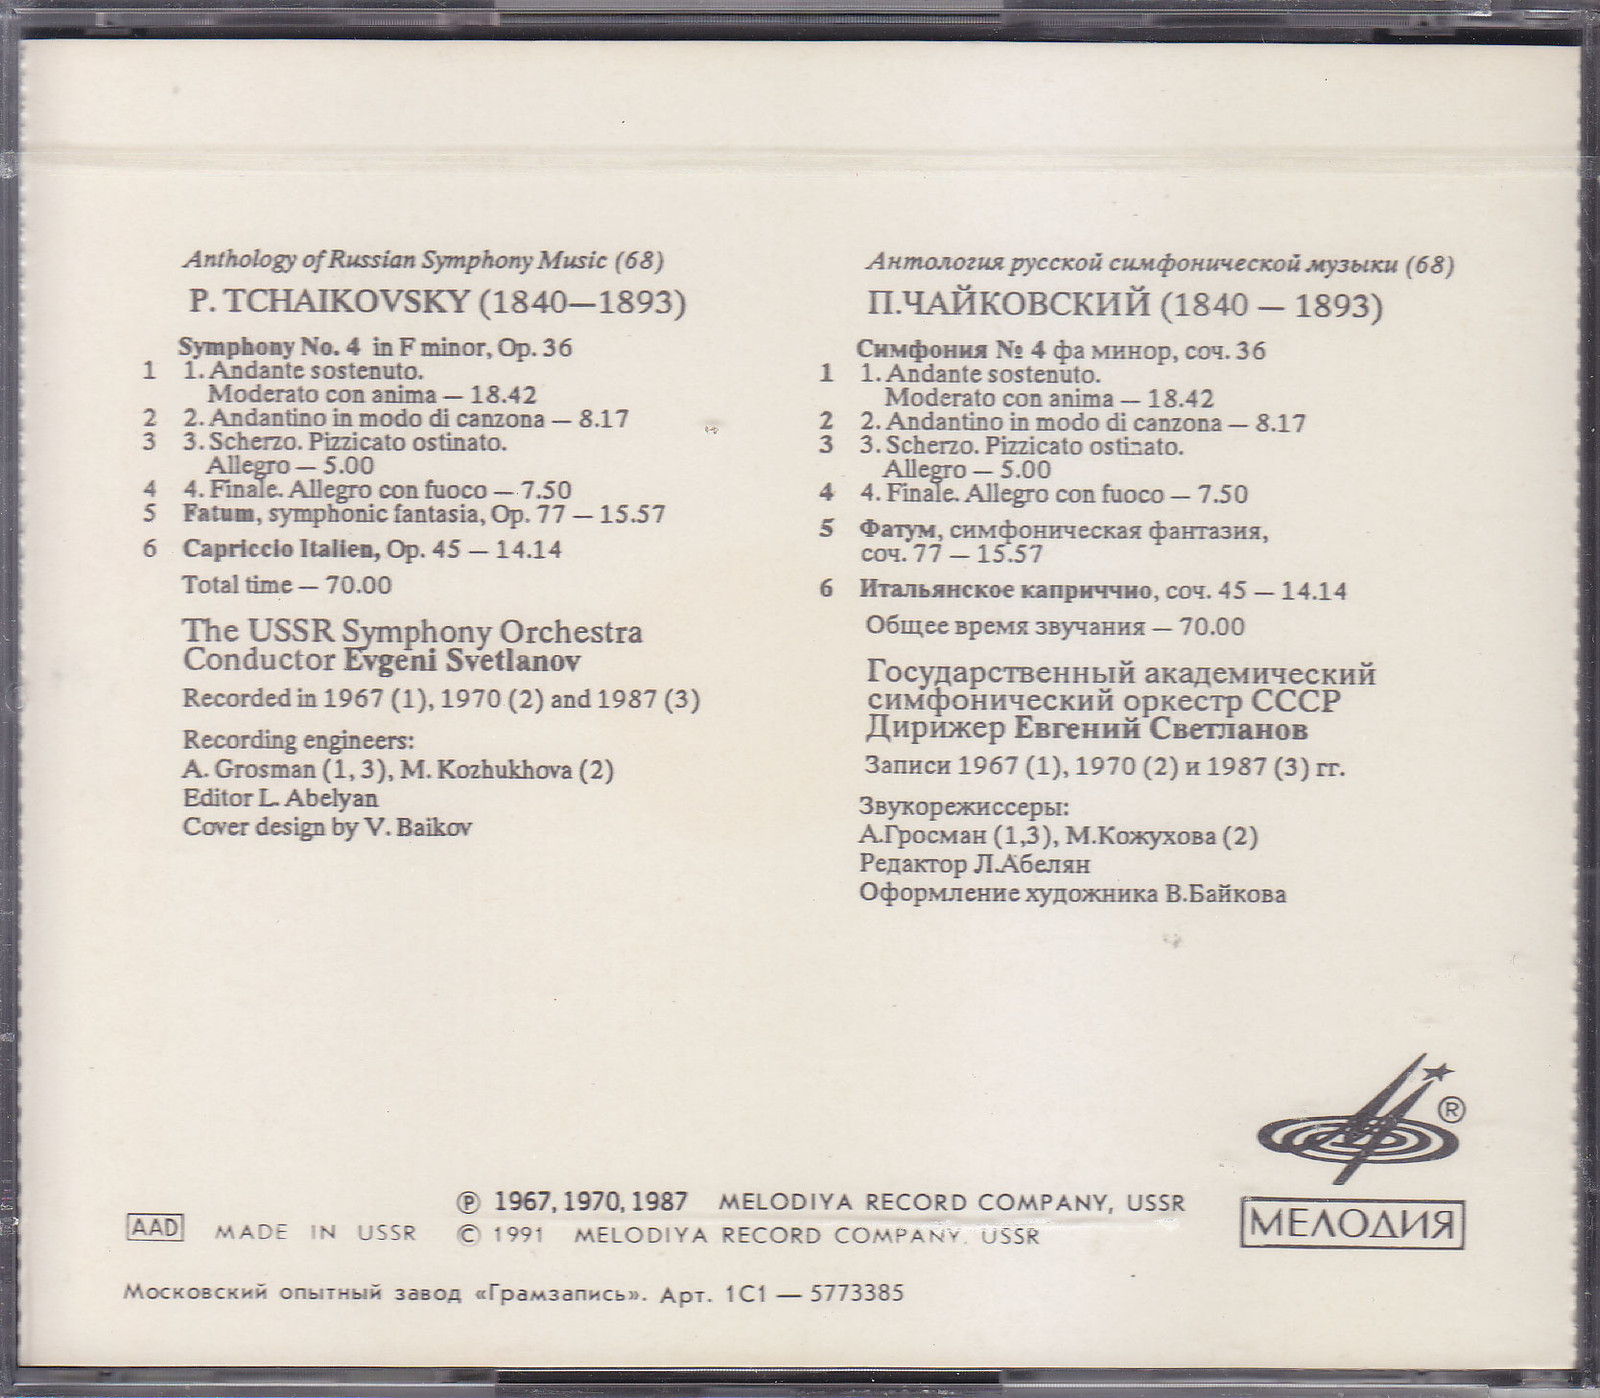 Anthology of Russian Symphony Music (68)
P. TCHAIKOVSKY (1840—1893)
Symphony No. 4 in F minor, Op. 36
1 1. Andante sostenuto.
Moderato con anima — 18.42
2 2. Andantino in modo di canzona — 8.17
3 3. Scherzo. Pizzicato ostinato.
Allegro — 5.00
4 4. Finale. Allegro con fuoco — 7.50
5 Fatum, symphonic fantasia, Op. 77 — 15.57
6 Capriccio Italien, Op. 45 — 14.14
Total time — 70.00
The USSR Symphony Orchestra
Conductor Evgeni Svetlanov
Recorded in 1967 (1), 1970 (2) and 1987 (3)
Recording engineers:
A. Grosman (1, 3), M. Kozhukhova (2)
Editor L. Abelyan
Cover design by V. Baikov
Антология русской симфонической музыки (68)
П.ЧАЙКОВСКИЙ (1840 — 1893)
Симфония № 4 фа минор, соч. 36
1 1. Andante sostenuto.
Moderato con anima — 18.42
2 2. Andantino in modo di canzona — 8.17
3 3. Scherzo. Pizzicato ostinato.
Allegro — 5.00
4 4. Finale. Allegro con fuoco — 7.50
5 Фатум, симфоническая фантазия,
соч. 77 — 15.57
6 Итальянское каприччио, соч. 45 — 14.14
Общее время звучания — 70.00
Государственный академический
симфонический оркестр СССР
Дирижер Евгений Светланов
Записи 1967 (1), 1970 (2) и 1987 (3) гг.
Звукорежиссеры:
А.Гросман (1,3), М.Кожухова (2)
Редактор Л.Абелян
Оформление художника В.Байкова
®
МЕЛОДИЯ
℗ 1967, 1970, 1987 MELODIYA RECORD COMPANY, USSR
AAD MADE IN USSR © 1991 MELODIYA RECORD COMPANY. USSR
Московский опытный завод «Грамзапись». Арт. 1С1 — 5773385